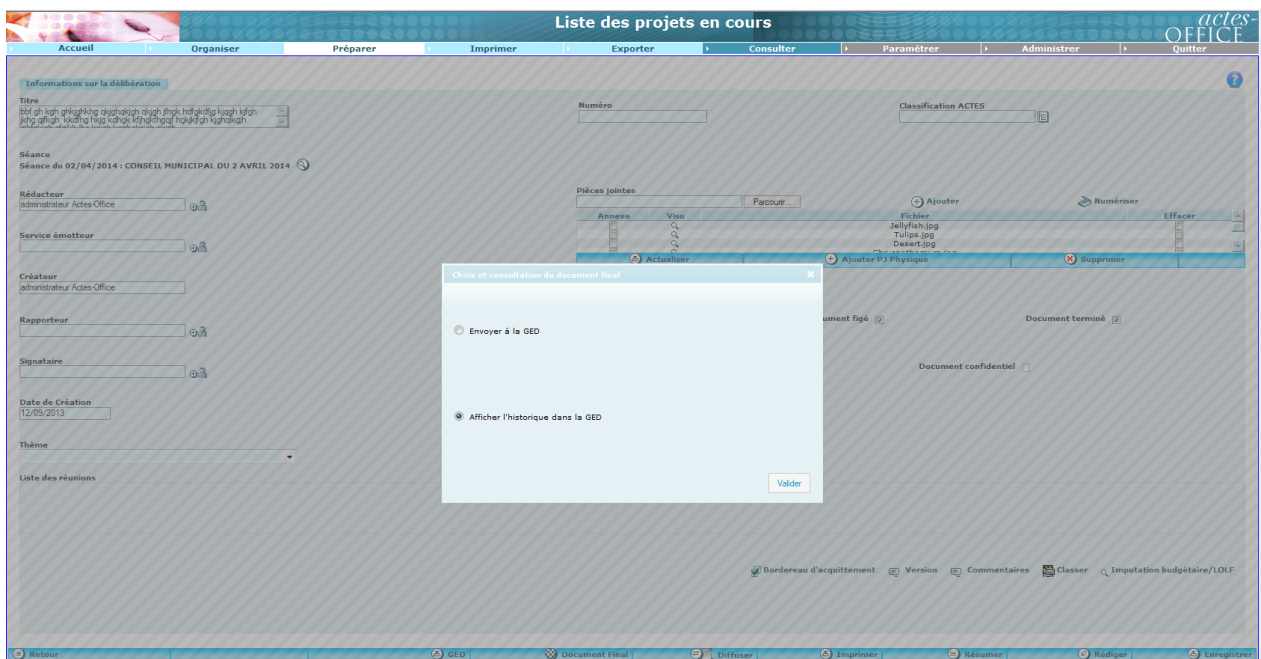 Liste des projets en cours
actes-
OFFICE
Accueil Organiser Préparer Imprimer Exporter Consulter Paramétrer Administrer Quitter
Informations sur la délibération
?
Titre
Numéro
Classification ACTES
Séance
Séance du 02/04/2014 : CONSEIL MUNICIPAL DU 2 AVRIL 2014
Rédacteur
administrateur Actes-Office
Pièces jointes
Parcourir...
Ajouter
Numériser
Annexe Visu Fichier Effacer
Jellyfish.jpg
Tulips.jpg
Desert.jpg
Service émetteur
Actualiser Ajouter PJ Physique Supprimer
Créateur
administrateur Actes-Office
Choix et consultation du document final
Envoyer à la GED
Afficher l'historique dans la GED
Valider
Rapporteur
ument figé
Document terminé
Signataire
Document confidentiel
Date de Création
12/09/2013
Thème
Liste des réunions
Bordereau d'acquittement Version Commentaires Classer Imputation budgétaire/LOLF
Retour GED Document Final Diffuser Imprimer Résumer Rédiger Enregistrer